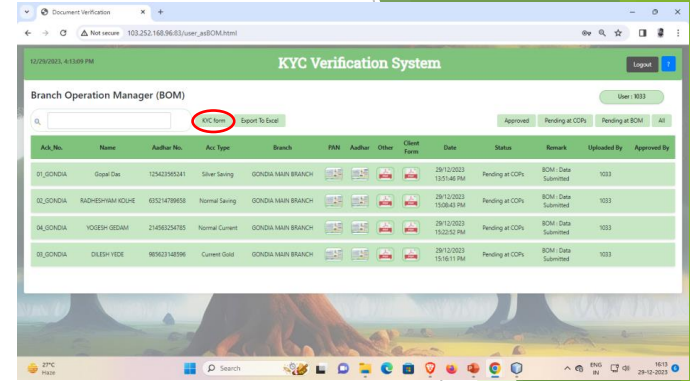 Document Verification
Not secure 103.252.168.96:83/user_asBOM.html
12/29/2023, 4:13:09 PM KYC Verification System Logout ?
Branch Operation Manager (BOM) User : 1033
KYC form Export To Excel Approved Pending at COPs Pending at BOM All
Ack_No. Name Aadhar No. Acc Type Branch PAN Aadhar Other Client Form Date Status Remark Uploaded By Approved By
01_GONDIA Gopal Das 125423565241 Silver Saving GONDIA MAIN BRANCH 29/12/2023 13:51:46 PM Pending at COPs BOM : Data Submitted 1033
02_GONDIA RADHESHYAM KOLHE 635214789658 Normal Saving GONDIA MAIN BRANCH 29/12/2023 15:08:43 PM Pending at COPs BOM : Data Submitted 1033
04_GONDIA YOGESH GEDAM 214563254785 Normal Current GONDIA MAIN BRANCH 29/12/2023 15:22:52 PM Pending at COPs BOM : Data Submitted 1033
03_GONDIA DILESH YEDE 985623148596 Current Gold GONDIA MAIN BRANCH 29/12/2023 15:16:11 PM Pending at COPs BOM : Data Submitted 1033
27°C
Haze
Search
ENG
IN
16:13
29-12-2023